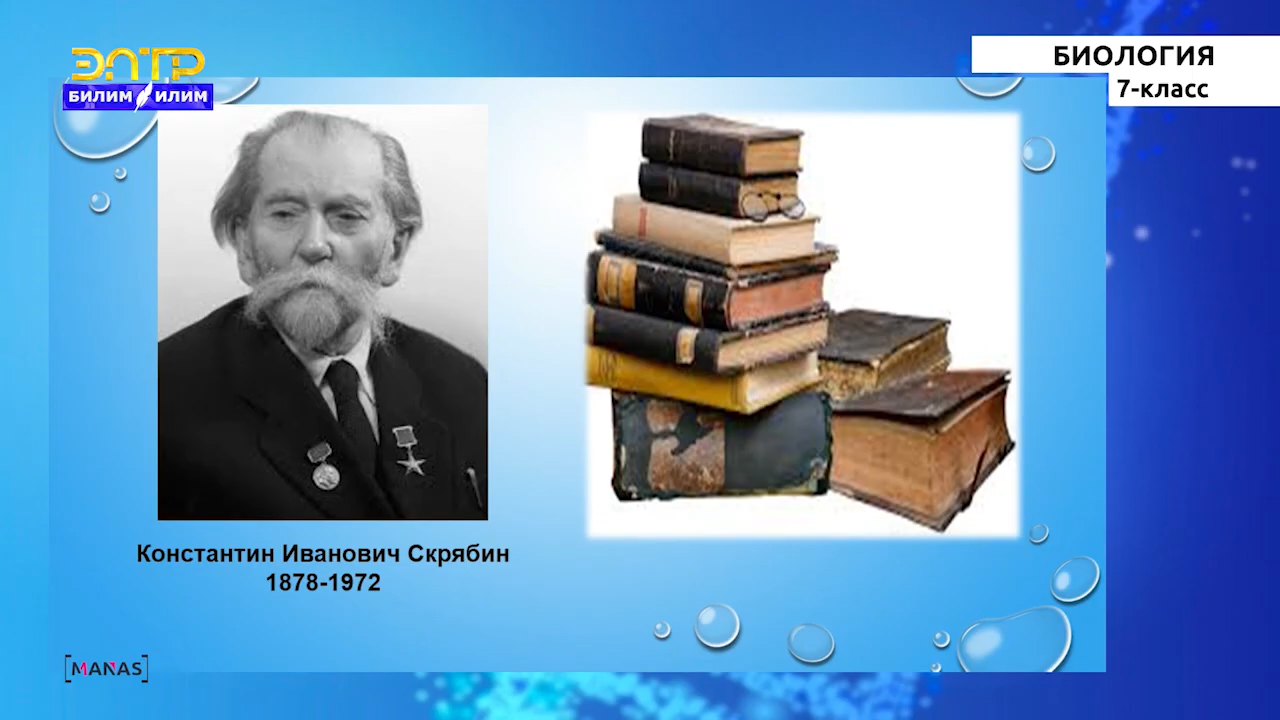 ЭЛТР
БИЛИМ ИЛИМ
БИОЛОГИЯ
7-класс
Константин Иванович Скрябин
1878-1972
[MANAS]